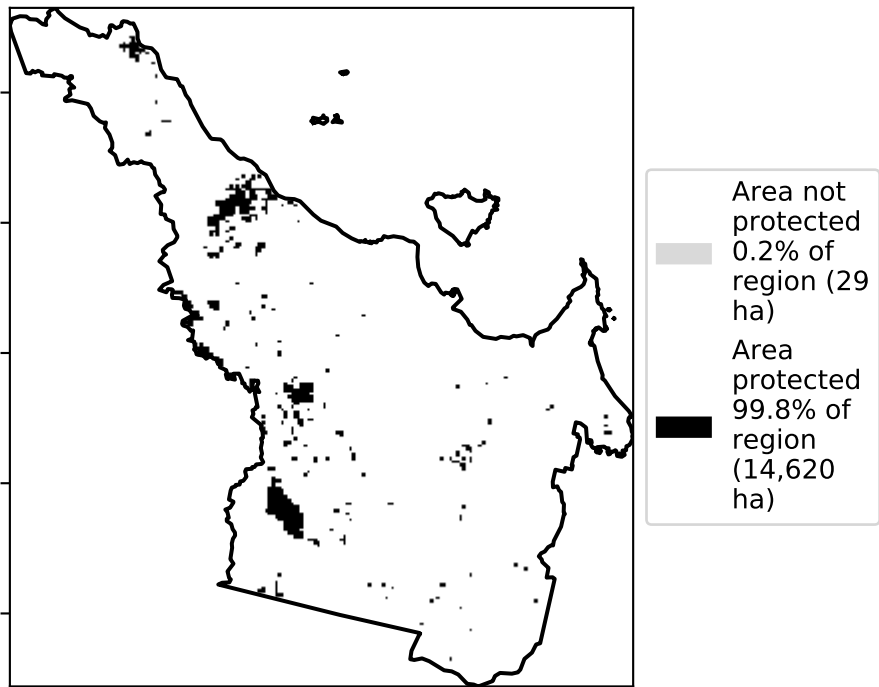 Area not
protected
0.2% of
region (29
ha)
Area
protected
99.8% of
region
(14,620
ha)